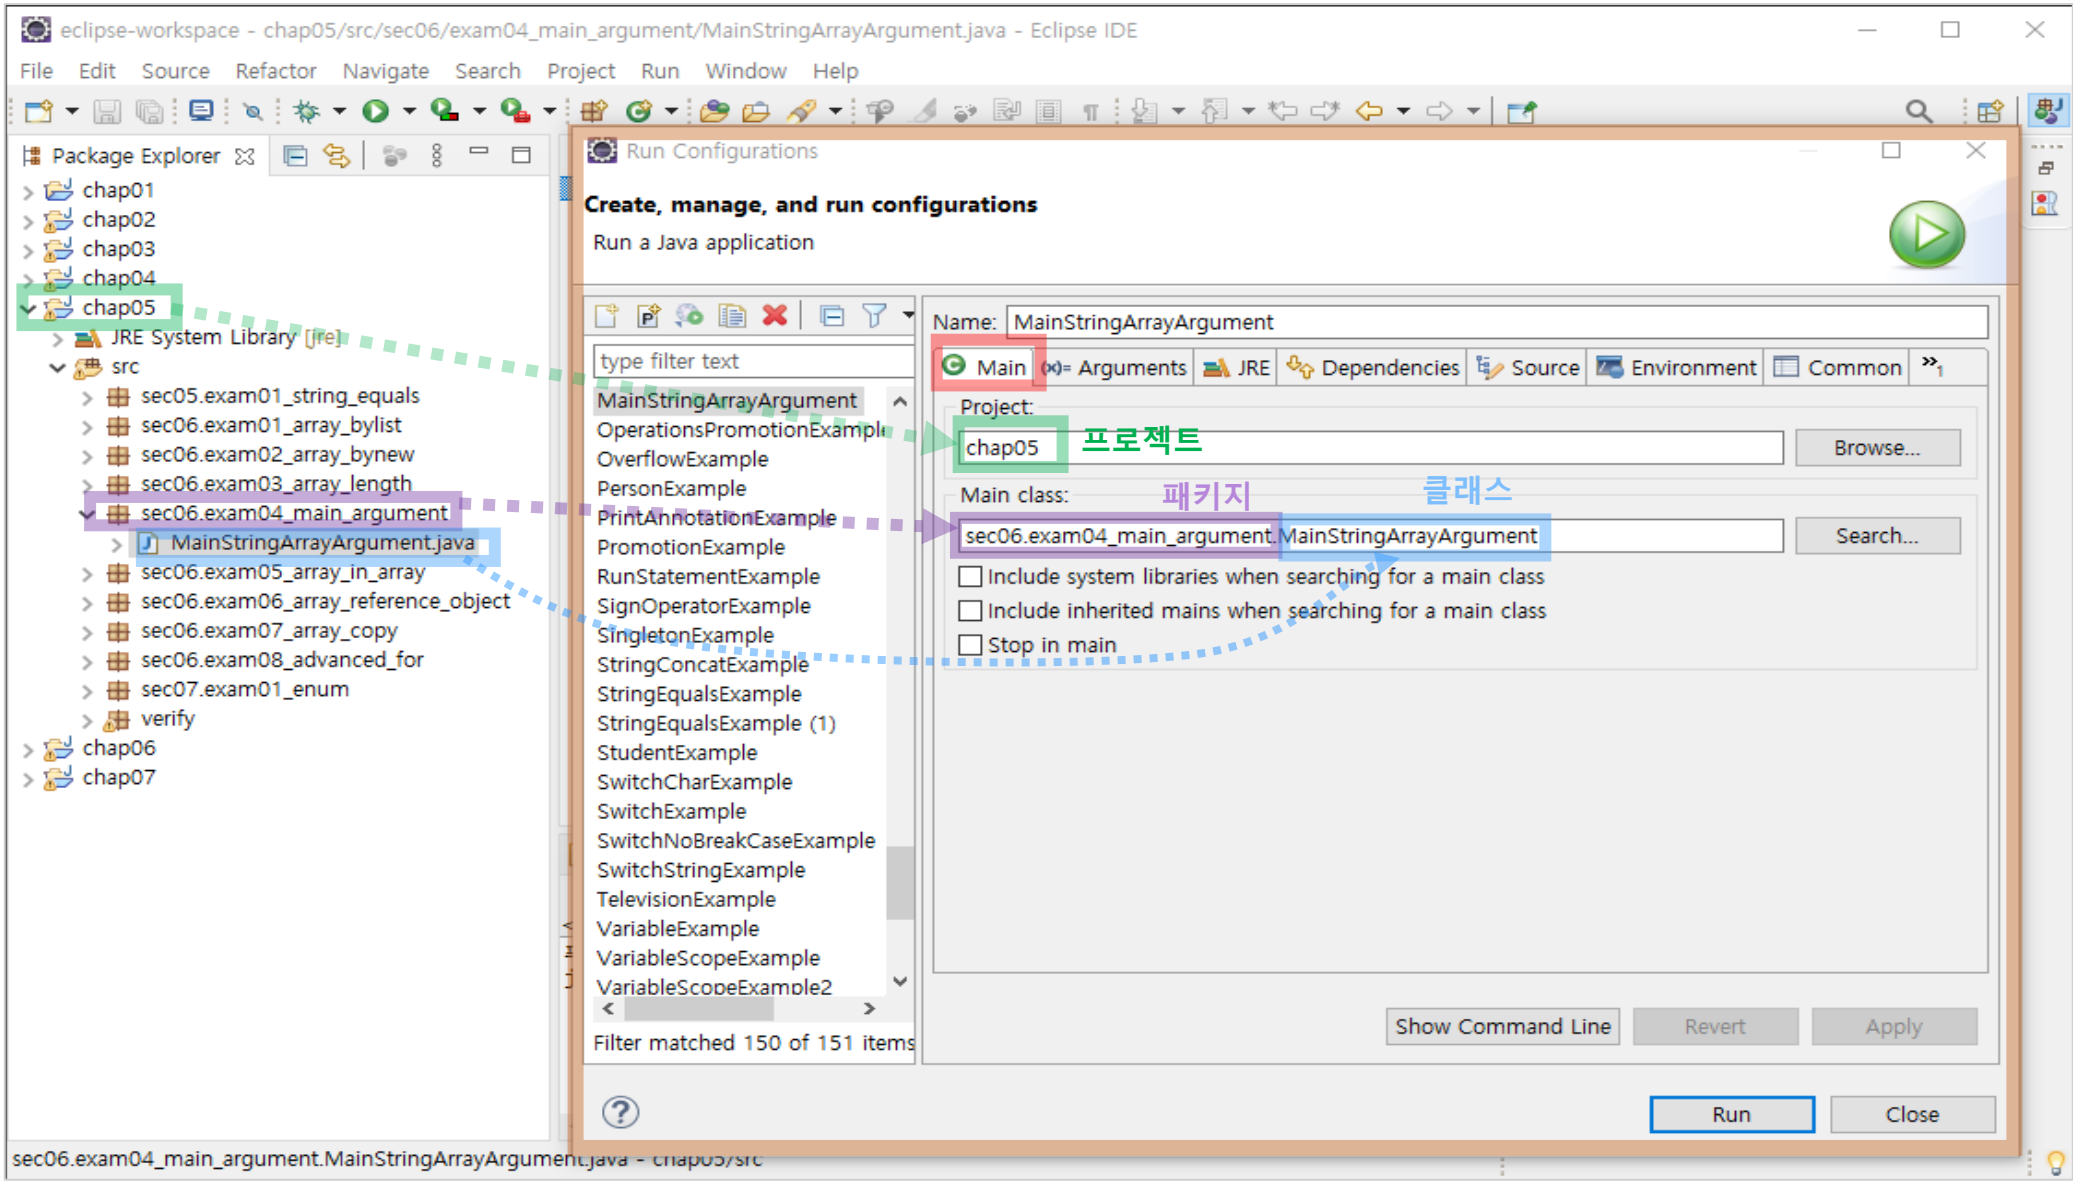 eclipse-workspace - chap05/src/sec06/exam04_main_argument/MainStringArrayArgument.java - Eclipse IDE
File Edit Source Refactor Navigate Search Project Run Window Help
Package Explorer
chap01
chap02
chap03
chap04
chap05
JRE System Library [jre]
src
sec05.exam01_string_equals
sec06.exam01_array_bylist
sec06.exam02_array_bynew
sec06.exam03_array_length
sec06.exam04_main_argument
MainStringArrayArgument.java
sec06.exam05_array_in_array
sec06.exam06_array_reference_object
sec06.exam07_array_copy
sec06.exam08_advanced_for
sec07.exam01_enum
verify
chap06
chap07
Run Configurations
Create, manage, and run configurations
Run a Java application
type filter text
MainStringArrayArgument
OperationsPromotionExample
OverflowExample
PersonExample
PrintAnnotationExample
PromotionExample
RunStatementExample
SignOperatorExample
SingletonExample
StringConcatExample
StringEqualsExample
StringEqualsExample (1)
StudentExample
SwitchCharExample
SwitchExample
SwitchNoBreakCaseExample
SwitchStringExample
TelevisionExample
VariableExample
VariableScopeExample
VariableScopeExample2
Filter matched 150 of 151 items
Name: MainStringArrayArgument
Main (x)= Arguments JRE Dependencies Source Environment Common »1
Project:
chap05 프로젝트 Browse...
Main class: 패키지 클래스
sec06.exam04_main_argument.MainStringArrayArgument Search...
Include system libraries when searching for a main class
Include inherited mains when searching for a main class
Stop in main
Show Command Line Revert Apply
Run Close
sec06.exam04_main_argument.MainStringArrayArgument.java - chap05/src